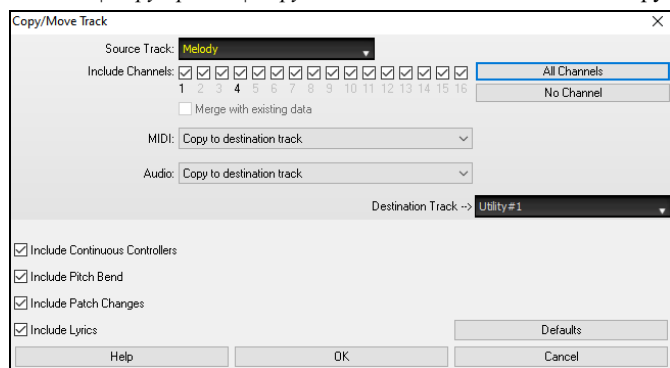 Copy/Move Track
Source Track: Melody
Include Channels: All Channels
1 2 3 4 5 6 7 8 9 10 11 12 13 14 15 16 No Channel
Merge with existing data
MIDI: Copy to destination track
Audio: Copy to destination track
Destination Track --> Utility#1
Include Continuous Controllers
Include Pitch Bend
Include Patch Changes
Include Lyrics Defaults
Help OK Cancel